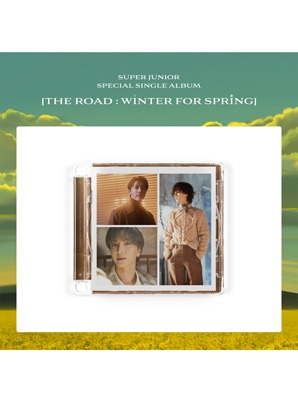 SUPER JUNIOR
SPECIAL SINGLE ALBUM
[THE ROAD : WINTER FOR SPRING]